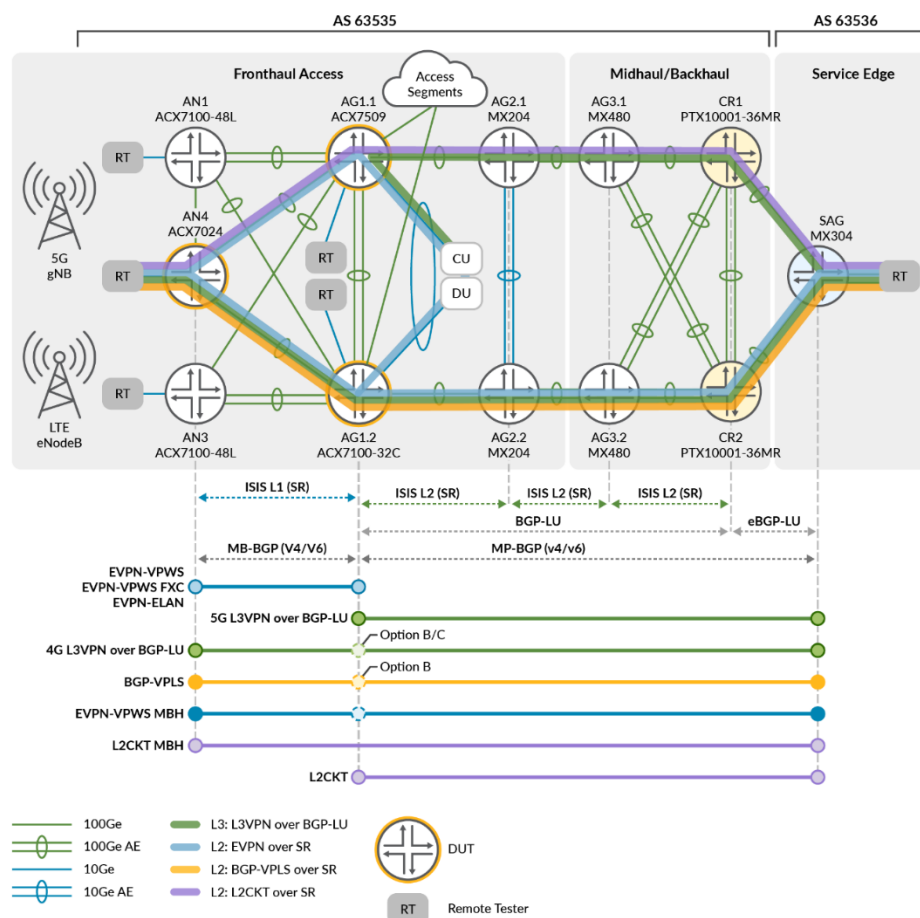 AS 63535
AS 63536
Fronthaul Access
Access
Segments
Midhaul/Backhaul
Service Edge
AN1
ACX7100-48L
AG1.1
ACX7509
AG2.1
MX204
AG3.1
MX480
CR1
PTX10001-36MR
RT
5G
gNB
AN4
ACX7024
RT
RT
RT
CU
DU
SAG
MX304
RT
LTE
eNodeB
RT
AN3
ACX7100-48L
AG1.2
ACX7100-32C
AG2.2
MX204
AG3.2
MX480
CR2
PTX10001-36MR
ISIS L1 (SR)
ISIS L2 (SR)
ISIS L2 (SR)
ISIS L2 (SR)
BGP-LU
eBGP-LU
MB-BGP (V4/V6)
MP-BGP (v4/v6)
EVPN-VPWS
EVPN-VPWS FXC
EVPN-ELAN
5G L3VPN over BGP-LU
Option B/C
4G L3VPN over BGP-LU
Option B
BGP-VPLS
EVPN-VPWS MBH
L2CKT MBH
L2CKT
100Ge
100Ge AE
10Ge
10Ge AE
L3: L3VPN over BGP-LU
L2: EVPN over SR
L2: BGP-VPLS over SR
L2: L2CKT over SR
DUT
RT
Remote Tester